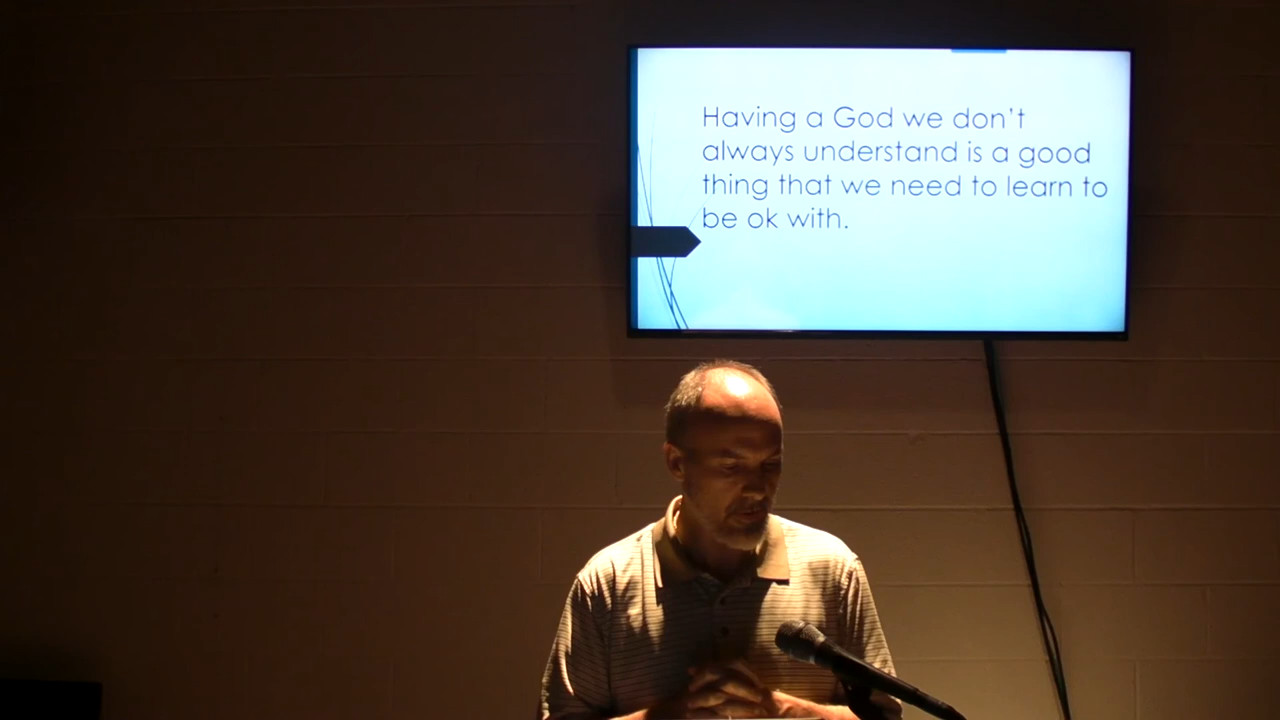 Having a God we don’t
always understand is a good
thing that we need to learn to
be ok with.